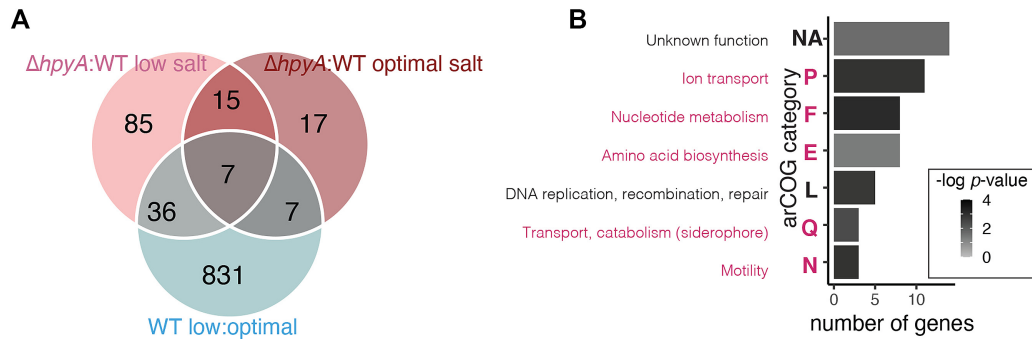 A
ΔhpyA:WT low salt
ΔhpyA:WT optimal salt
85
15
17
7
36
7
831
WT low:optimal
B
arCOG category
Unknown function NA
Ion transport P
Nucleotide metabolism F
Amino acid biosynthesis E
DNA replication, recombination, repair L
Transport, catabolism (siderophore) Q
Motility N
0 5 10
number of genes
-log p-value
4
2
0